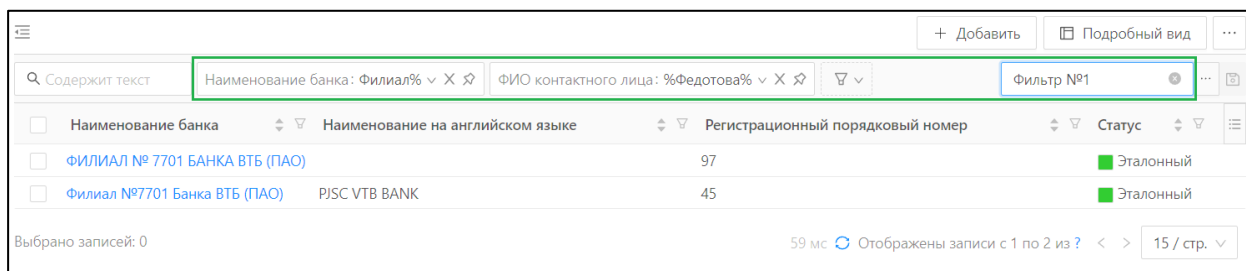 + Добавить Подробный вид ...
Содержит текст Наименование банка: Филиал% ФИО контактного лица: %Федотова% Фильтр №1 ...
Наименование банка Наименование на английском языке Регистрационный порядковый номер Статус
ФИЛИАЛ № 7701 БАНКА ВТБ (ПАО) 97 Эталонный
Филиал №7701 Банка ВТБ (ПАО) PJSC VTB BANK 45 Эталонный
Выбрано записей: 0 59 мс Отображены записи с 1 по 2 из ? < > 15 / стр.